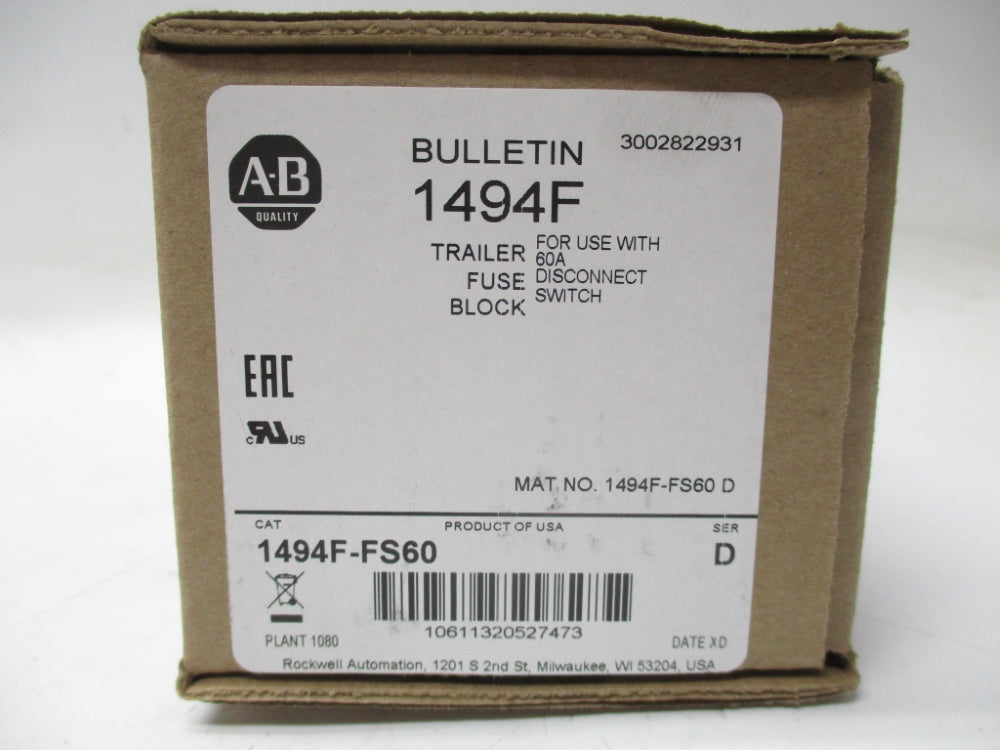 A-B
QUALITY
BULLETIN
1494F
3002822931
TRAILER
FUSE
BLOCK
FOR USE WITH
60A
DISCONNECT
SWITCH
EAC
c RU US
MAT NO. 1494F-FS60 D
CAT
PRODUCT OF USA
SER
1494F-FS60
D
10611320527473
PLANT 1080
DATE XD
Rockwell Automation, 1201 S 2nd St, Milwaukee, WI 53204, USA